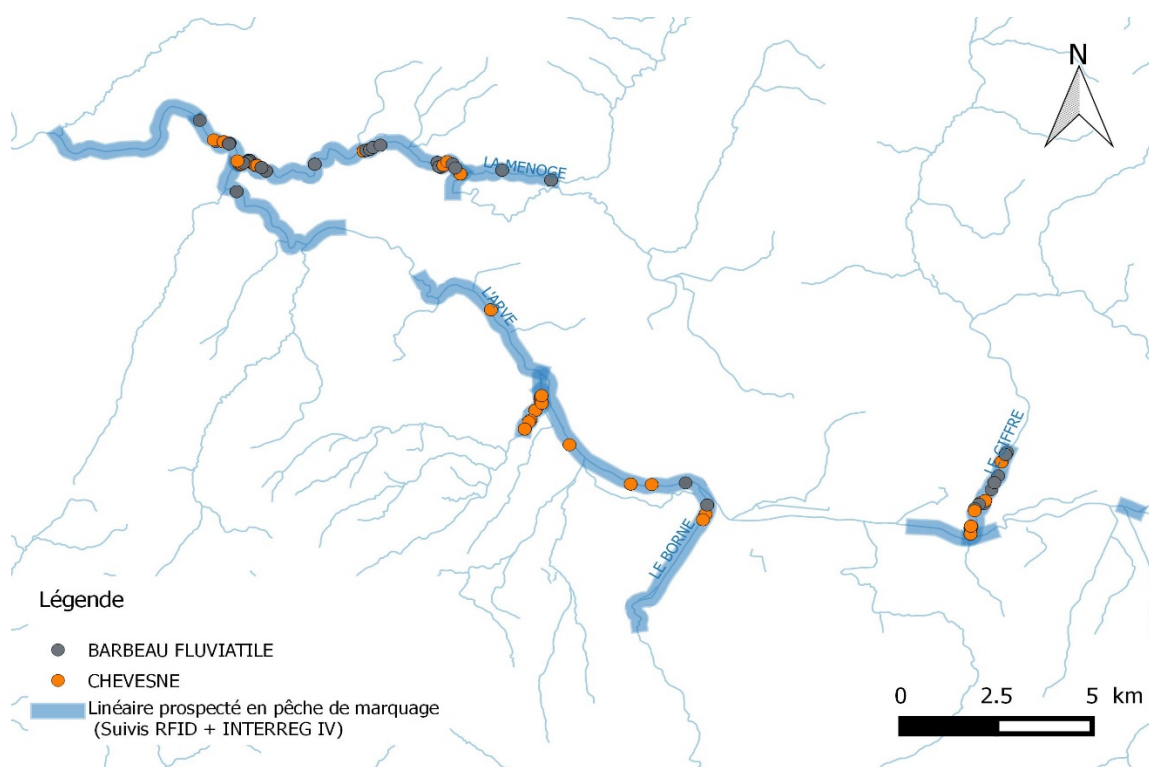 N
LA MENOGE
L'ARVE
LE GIFFRE
LE BORNE
Légende
BARBEAU FLUVIATILE
CHEVESNE
Linéaire prospecté en pêche de marquage
(Suivis RFID + INTERREG IV)
0 2.5 5 km